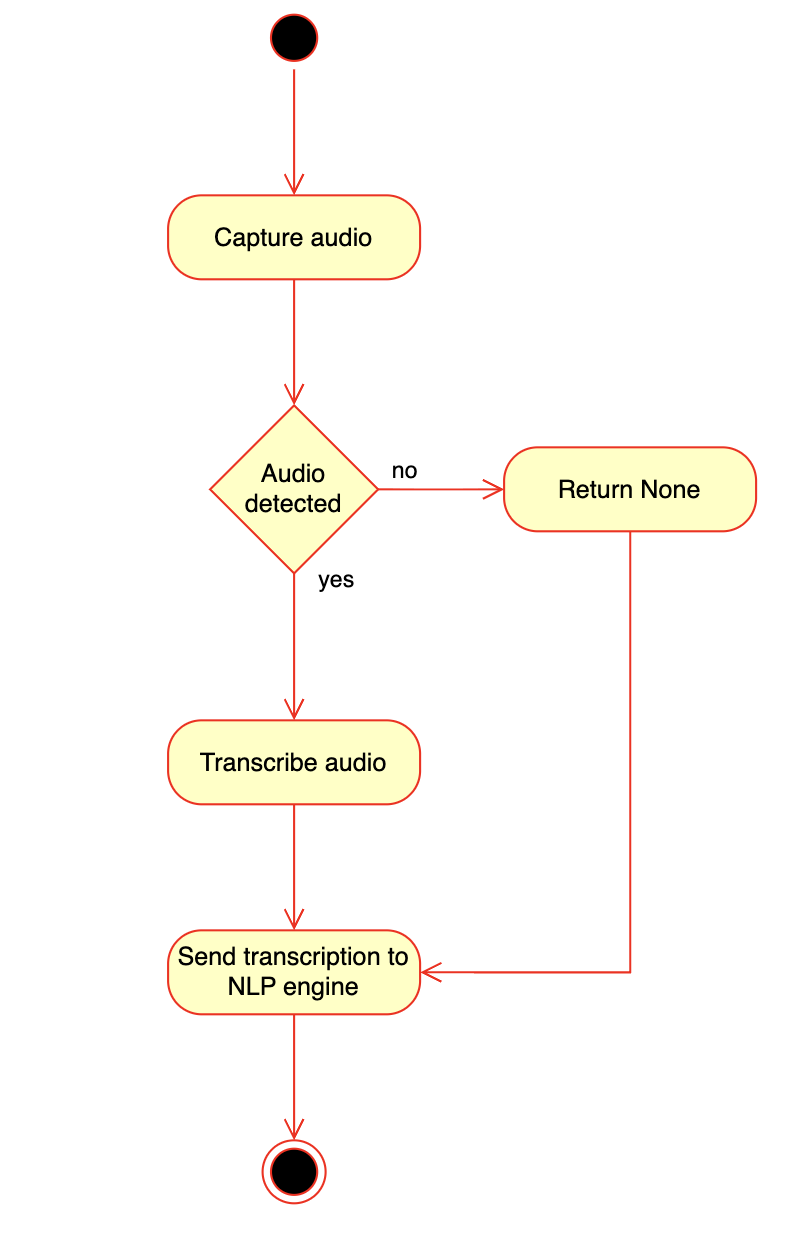 Capture audio
Audio
detected
no
Return None
yes
Transcribe audio
Send transcription to
NLP engine